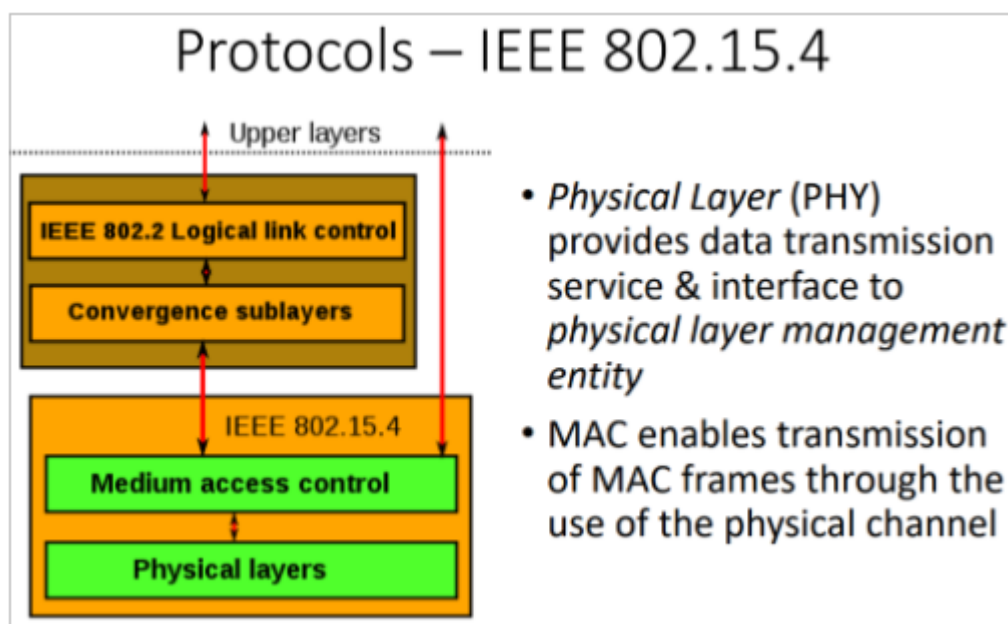 Protocols – IEEE 802.15.4
Upper layers
IEEE 802.2 Logical link control
Convergence sublayers
IEEE 802.15.4
Medium access control
Physical layers
• Physical Layer (PHY)
provides data transmission
service & interface to
physical layer management
entity
• MAC enables transmission
of MAC frames through the
use of the physical channel